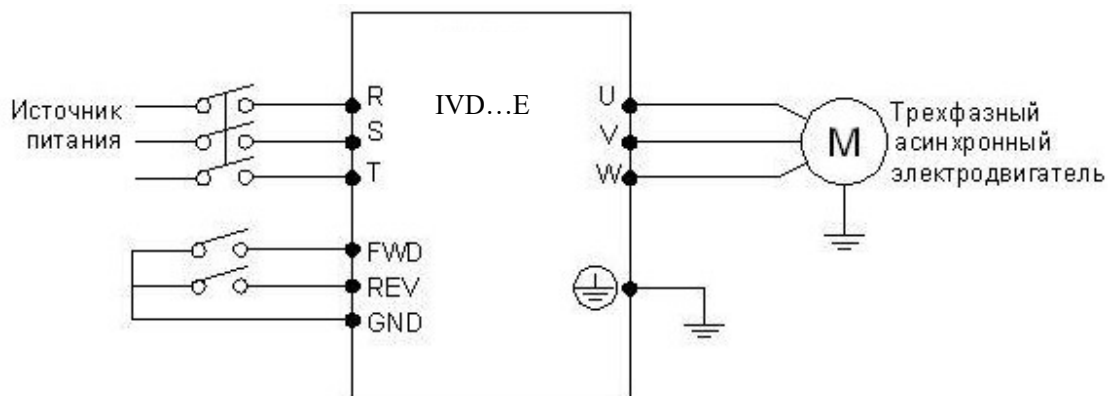 Источник
питания
R
S
T
FWD
REV
GND
IVD...E
U
V
W
M
Трехфазный
асинхронный
электродвигатель